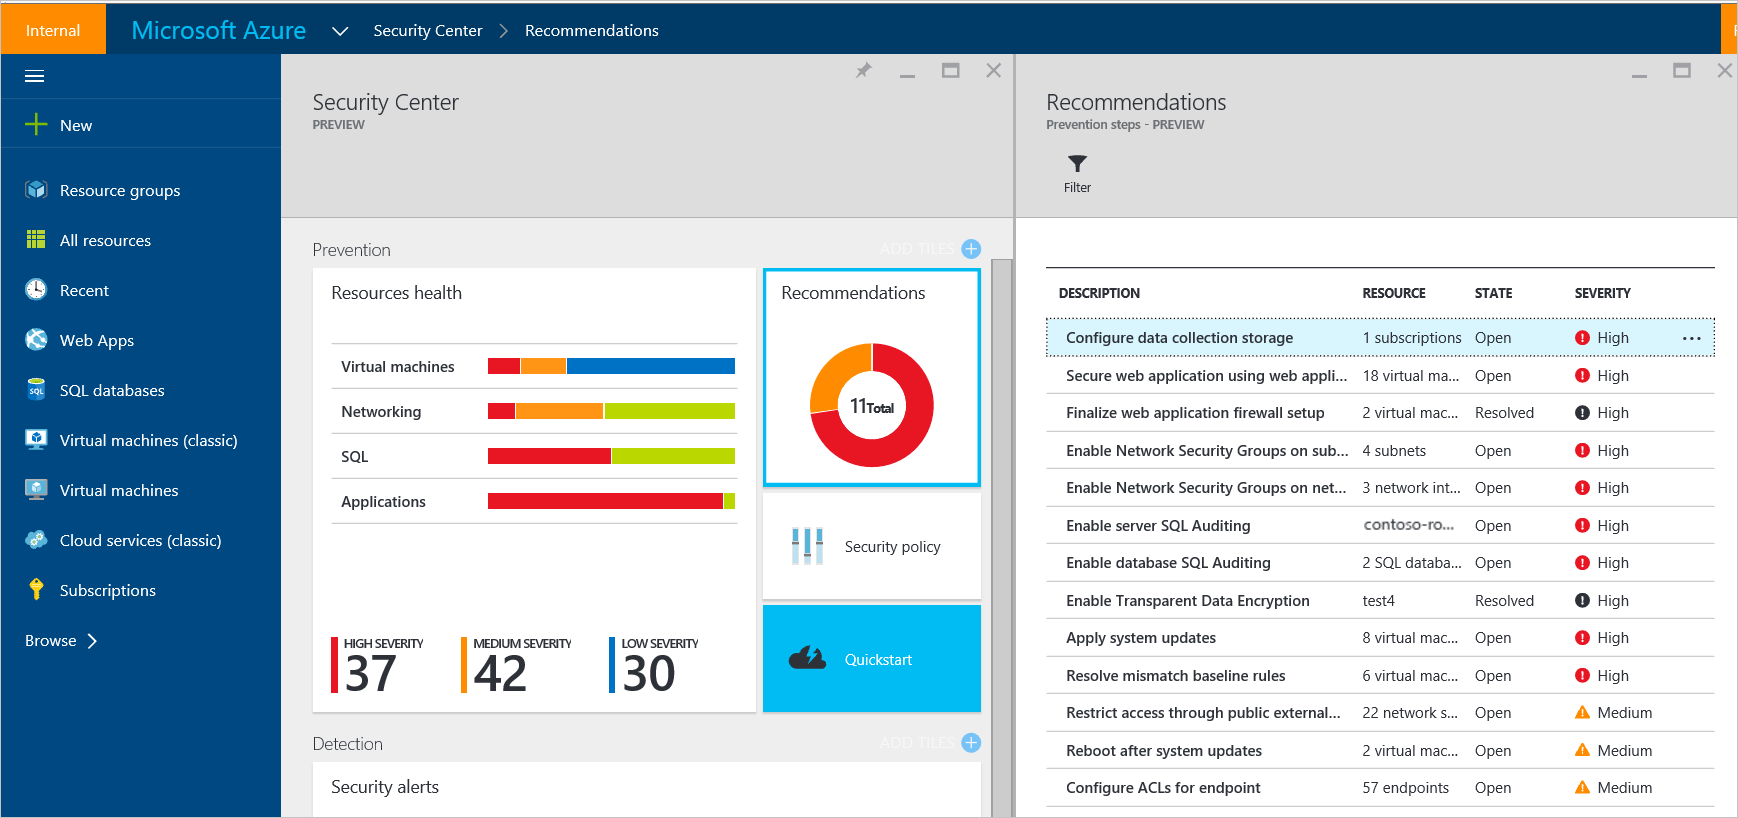 Internal
Microsoft Azure
Security Center
Recommendations
New
Resource groups
All resources
Recent
Web Apps
SQL databases
Virtual machines (classic)
Virtual machines
Cloud services (classic)
Subscriptions
Browse
Security Center
PREVIEW
Prevention
ADD TILES
Resources health
Virtual machines
Networking
SQL
Applications
HIGH SEVERITY
37
MEDIUM SEVERITY
42
LOW SEVERITY
30
Recommendations
11 Total
Security policy
Quickstart
Detection
ADD TILES
Security alerts
Recommendations
Prevention steps - PREVIEW
Filter
DESCRIPTION RESOURCE STATE SEVERITY
Configure data collection storage 1 subscriptions Open High ...
Secure web application using web appli... 18 virtual ma... Open High
Finalize web application firewall setup 2 virtual mac... Resolved High
Enable Network Security Groups on sub... 4 subnets Open High
Enable Network Security Groups on net... 3 network int... Open High
Enable server SQL Auditing contoso-ro... Open High
Enable database SQL Auditing 2 SQL databa... Open High
Enable Transparent Data Encryption test4 Resolved High
Apply system updates 8 virtual mac... Open High
Resolve mismatch baseline rules 6 virtual mac... Open High
Restrict access through public external... 22 network s... Open Medium
Reboot after system updates 2 virtual mac... Open Medium
Configure ACLs for endpoint 57 endpoints Open Medium